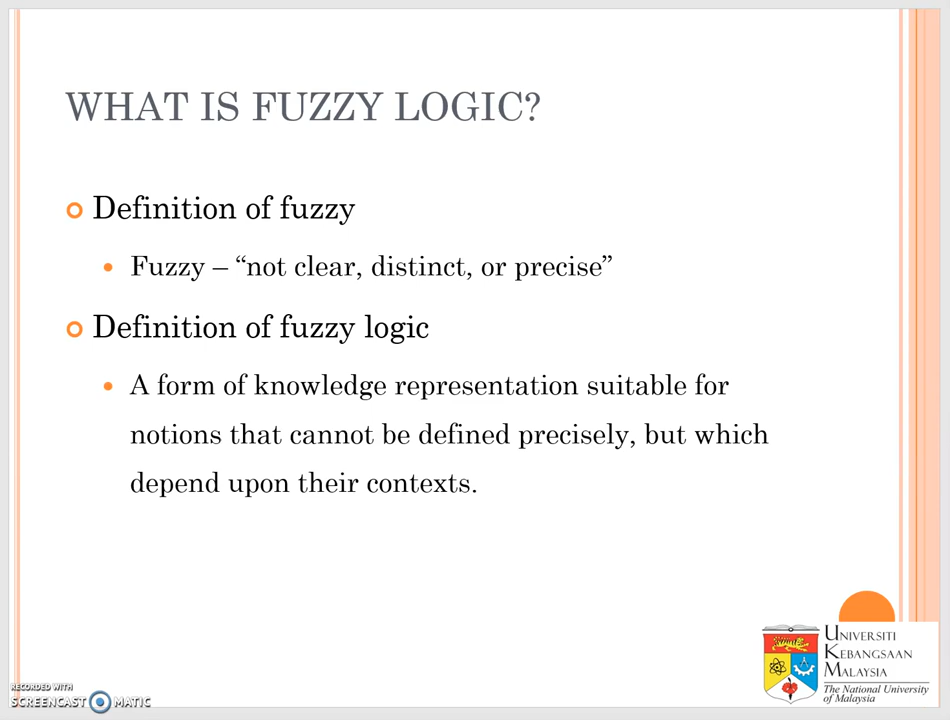 WHAT IS FUZZY LOGIC?
Definition of fuzzy
Fuzzy – “not clear, distinct, or precise”
Definition of fuzzy logic
A form of knowledge representation suitable for
notions that cannot be defined precisely, but which
depend upon their contexts.
UNIVERSITI
KEBANGSAAN
MALAYSIA
The National University
of Malaysia
RECORDED WITH
SCREENCAST MATIC